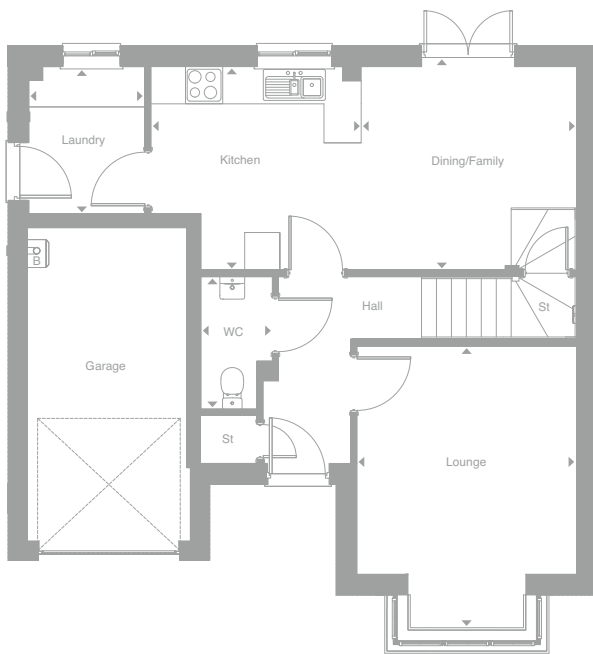 Laundry
Kitchen
Dining/Family
B
Hall
St
WC
Garage
St
Lounge